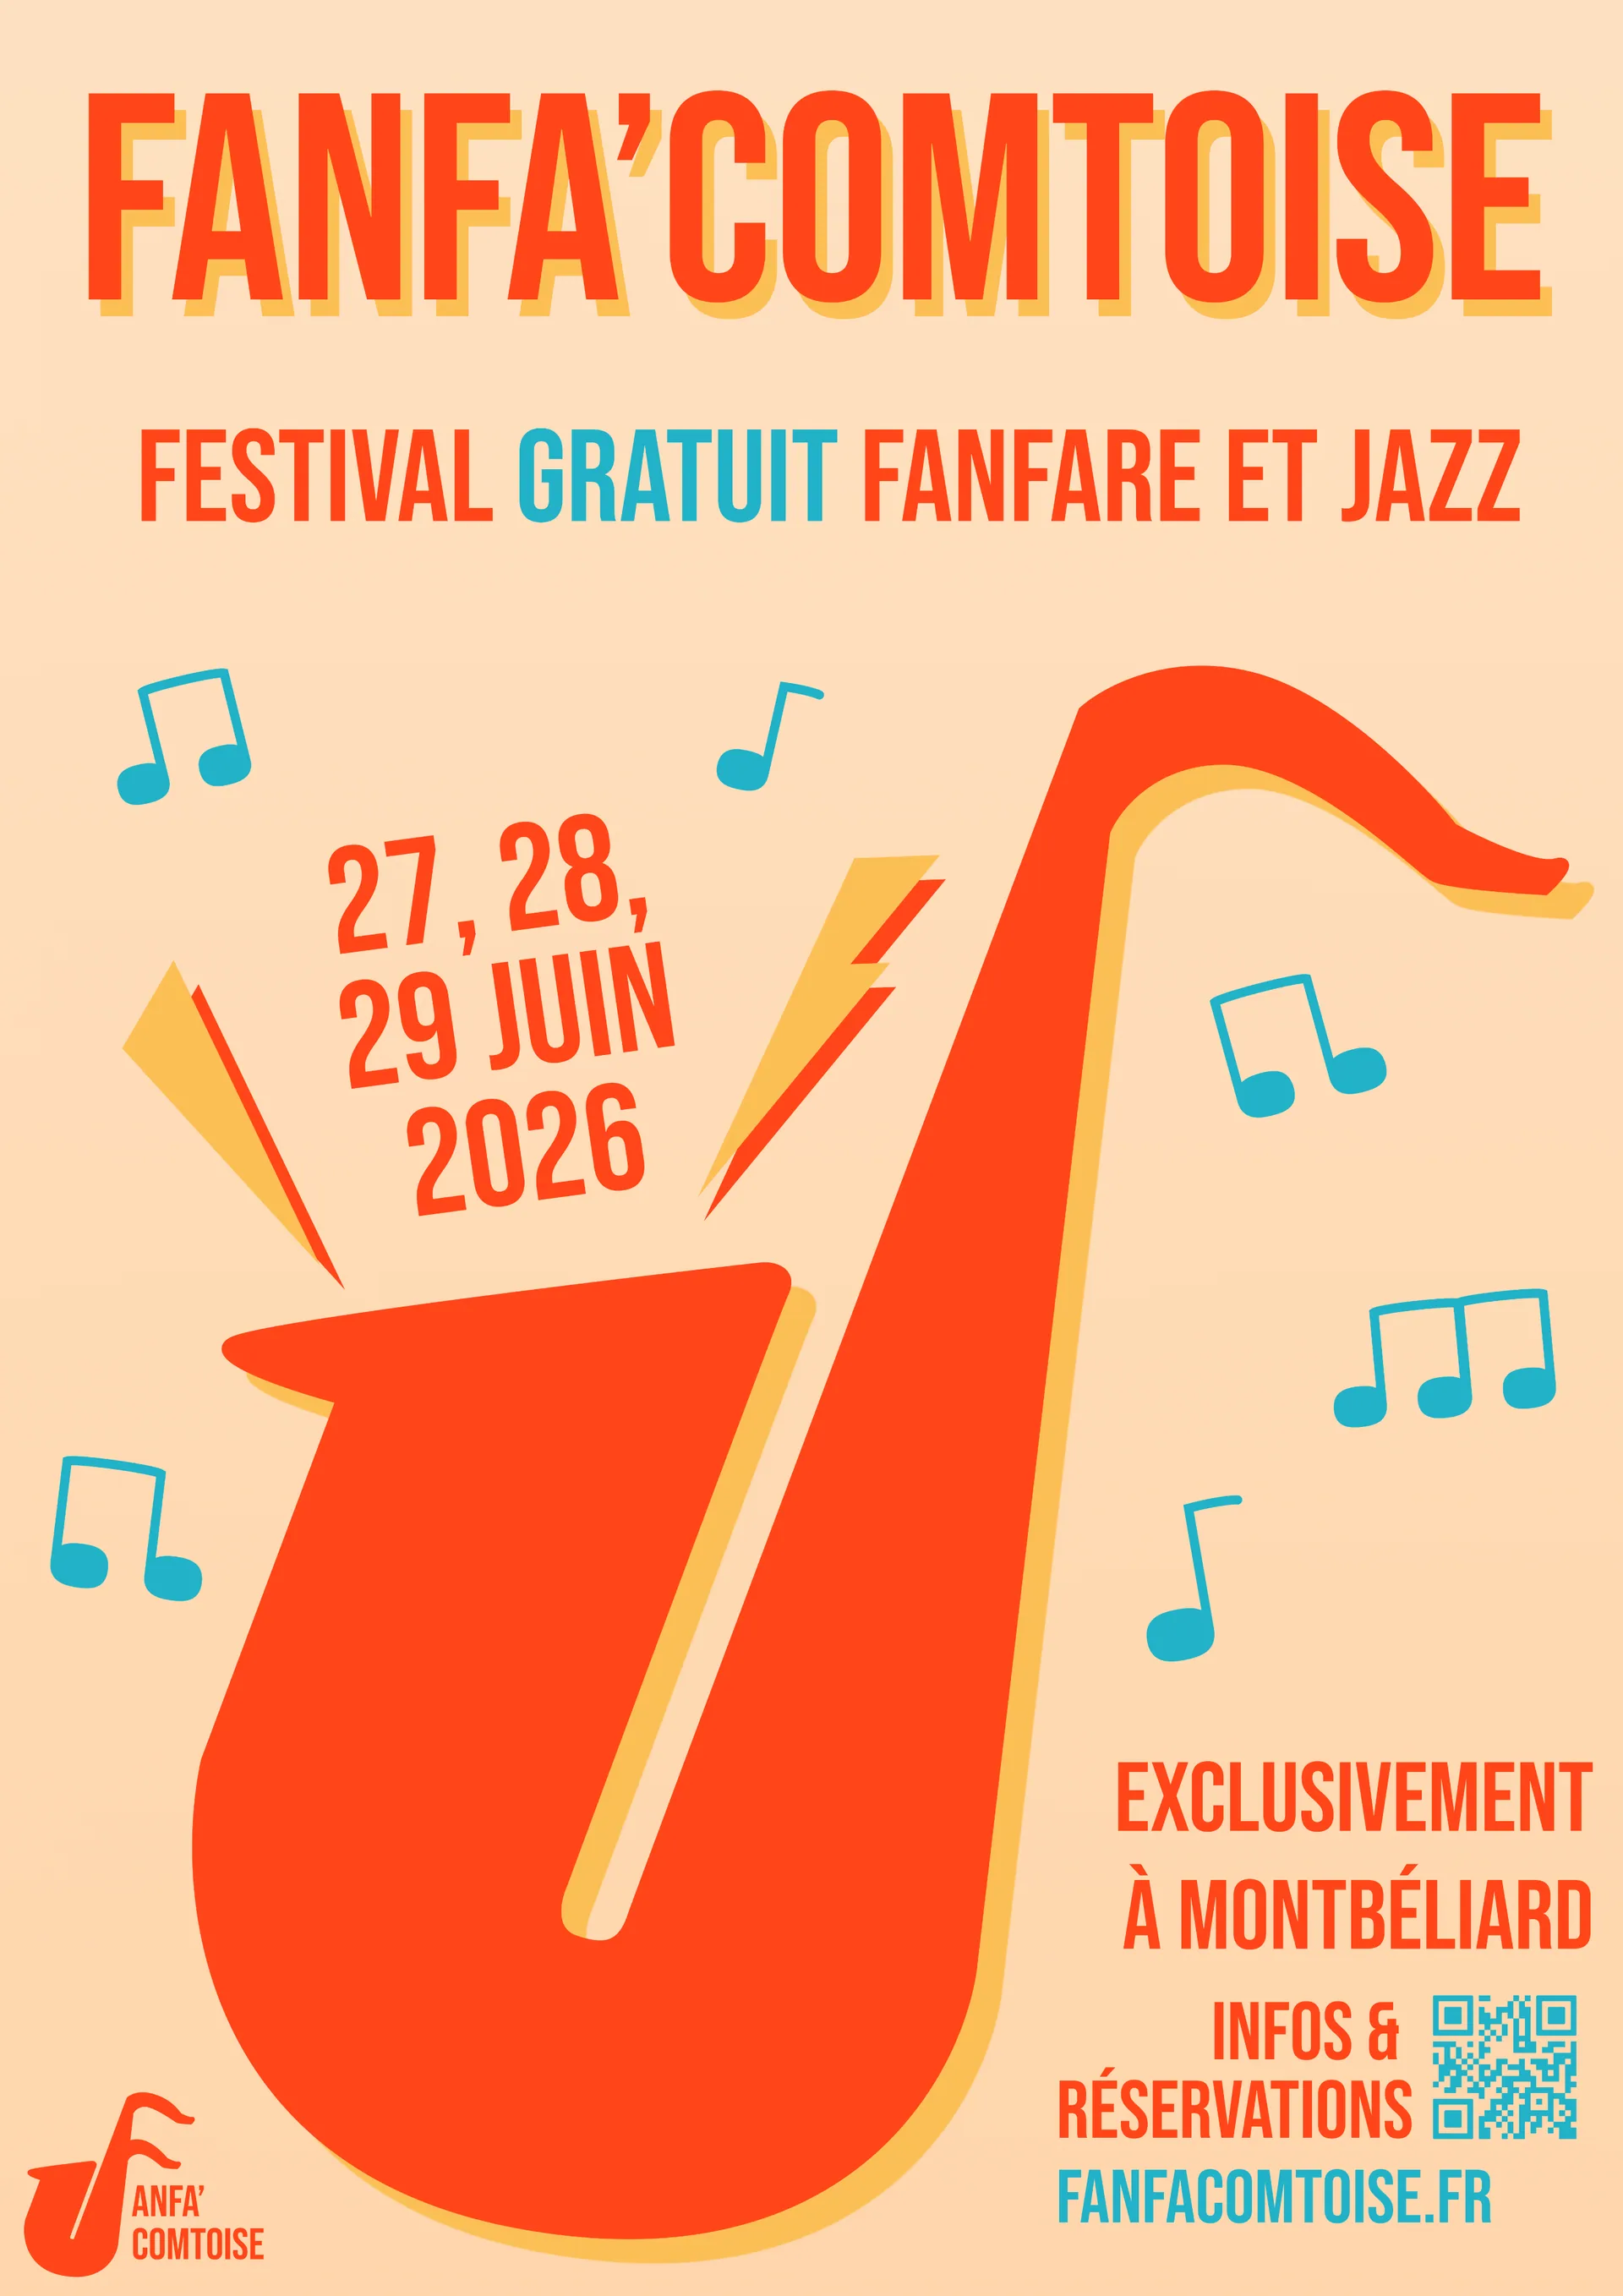 FANFA'COMTOISE
FESTIVAL GRATUIT FANFARE ET JAZZ
27, 28,
29 JUIN
2026
EXCLUSIVEMENT
À MONTBÉLIARD
INFOS &
RÉSERVATIONS
FANFACOMTOISE.FR
ANFA'
COMTOISE